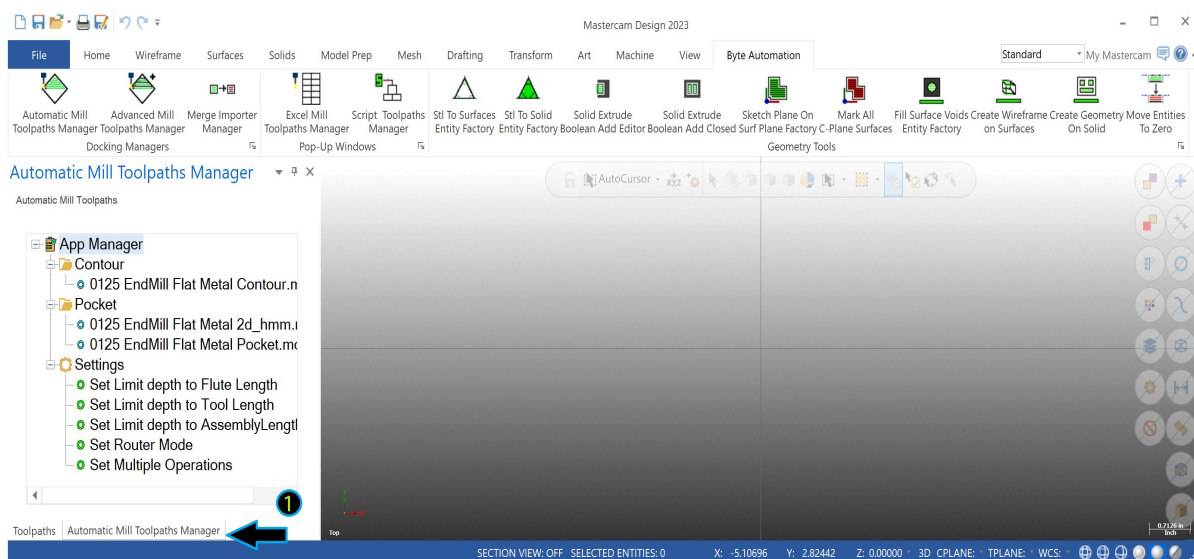 Mastercam Design 2023
File Home Wireframe Surfaces Solids Model Prep Mesh Drafting Transform Art Machine View Byte Automation Standard My Mastercam
Automatic Mill Toolpaths Manager
Advanced Mill Toolpaths Manager
Merge Importer Manager
Excel Mill Toolpaths Manager
Script Toolpaths Manager
Stl To Surfaces Entity Factory
Stl To Solid Entity Factory
Solid Extrude Boolean Add Editor
Solid Extrude Boolean Add Closed
Sketch Plane On Surf Plane Factory
Mark All C-Plane Surfaces
Fill Surface Voids Entity Factory
Create Wireframe on Surfaces
Create Geometry On Solid
Move Entities To Zero
Docking Managers Pop-Up Windows Geometry Tools
Automatic Mill Toolpaths Manager
AutoCursor
Automatic Mill Toolpaths
App Manager
Contour
0125 EndMill Flat Metal Contour.m
Pocket
0125 EndMill Flat Metal 2d_hmm.
0125 EndMill Flat Metal Pocket.mc
Settings
Set Limit depth to Flute Length
Set Limit depth to Tool Length
Set Limit depth to AssemblyLengt
Set Router Mode
Set Multiple Operations
1
Toolpaths Automatic Mill Toolpaths Manager
Top
0.7126 in
Inch
SECTION VIEW: OFF SELECTED ENTITIES: 0 X: -5.10696 Y: 2.82442 Z: 0.00000 3D CPLANE: TPLANE: WCS: